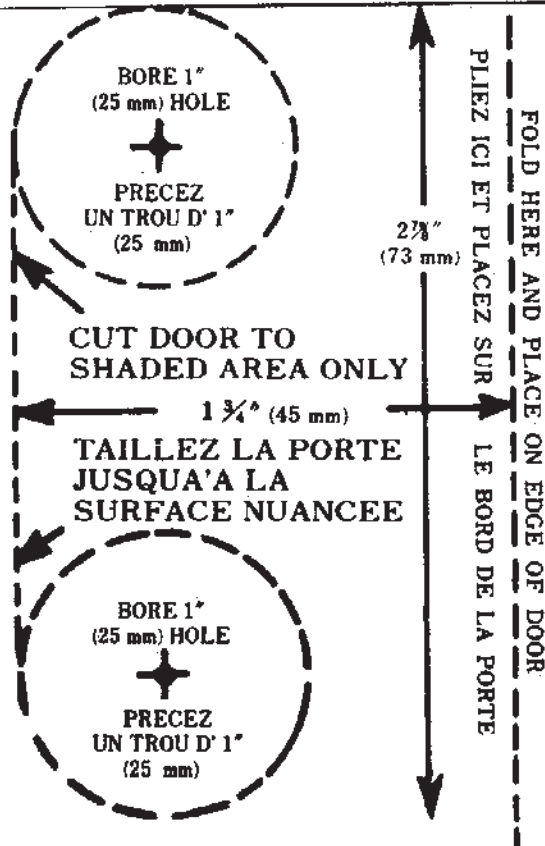 BORE 1"
(25 mm) HOLE
PRECEZ
UN TROU D' 1"
(25 mm)
2⅞"
(73 mm)
CUT DOOR TO
SHADED AREA ONLY
1 ¾" (45 mm)
TAILLEZ LA PORTE
JUSQUA'A LA
SURFACE NUANCEE
BORE 1"
(25 mm) HOLE
PRECEZ
UN TROU D' 1"
(25 mm)
PLIEZ ICI ET PLACEZ SUR LE BORD DE LA PORTE
FOLD HERE AND PLACE ON EDGE OF DOOR